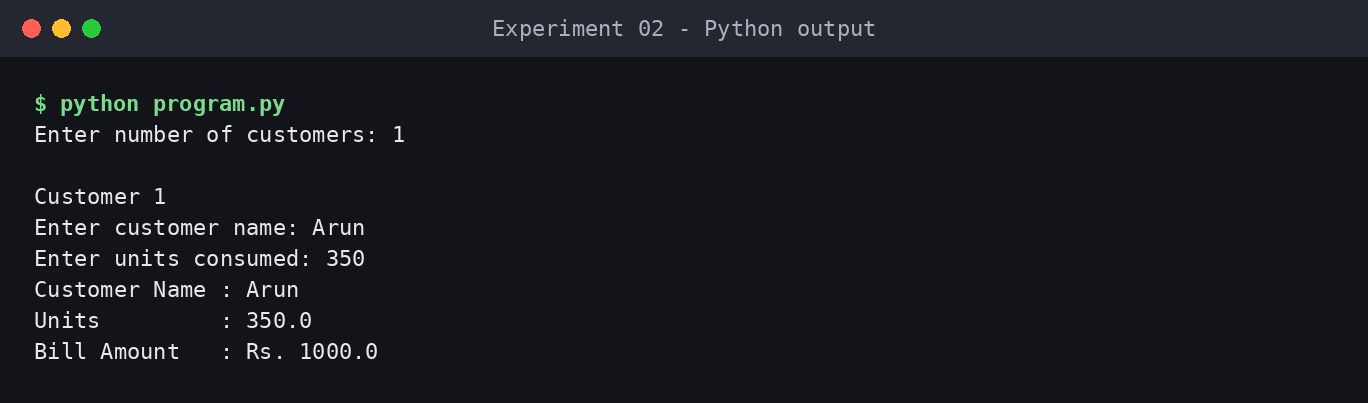 Experiment 02 - Python output
$ python program.py
Enter number of customers: 1
Customer 1
Enter customer name: Arun
Enter units consumed: 350
Customer Name : Arun
Units         : 350.0
Bill Amount   : Rs. 1000.0